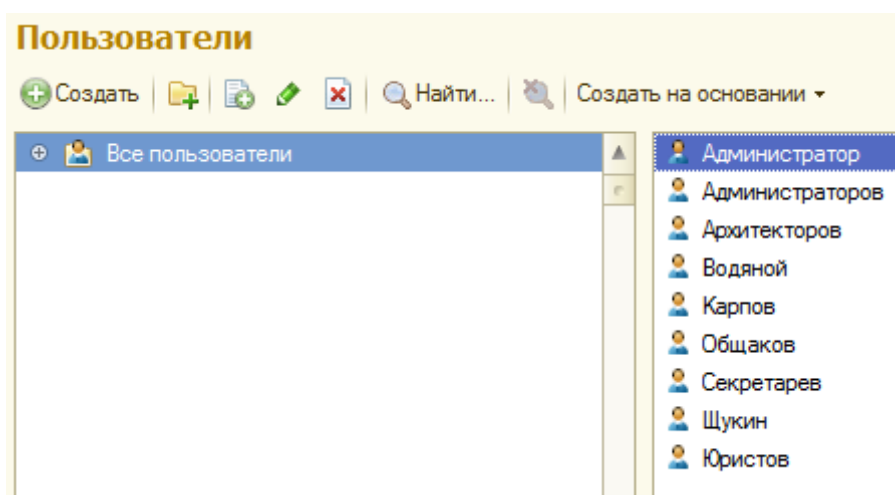 Пользователи
Создать Найти... Создать на основании
Все пользователи
Администратор
Администраторов
Архитекторов
Водяной
Карпов
Общаков
Секретарев
Щукин
Юристов